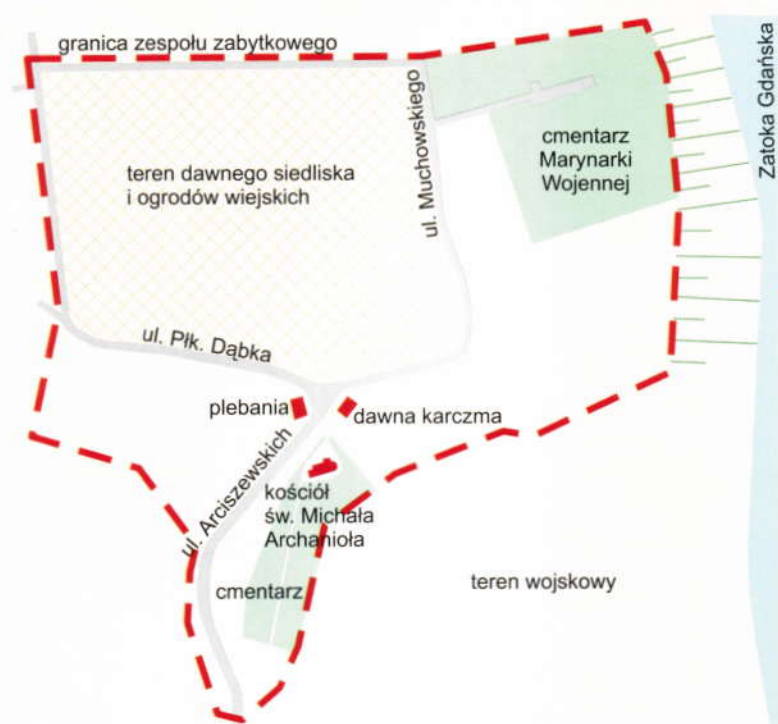 granica zespołu zabytkowego
Zatoka Gdańska
ul. Muchowskiego
cmentarz
Marynarki
Wojennej
teren dawnego siedliska
i ogrodów wiejskich
ul. Płk. Dąbka
plebania
dawna karczma
ul. Arciszewskich
kościół
św. Michała
Archanioła
teren wojskowy
cmentarz